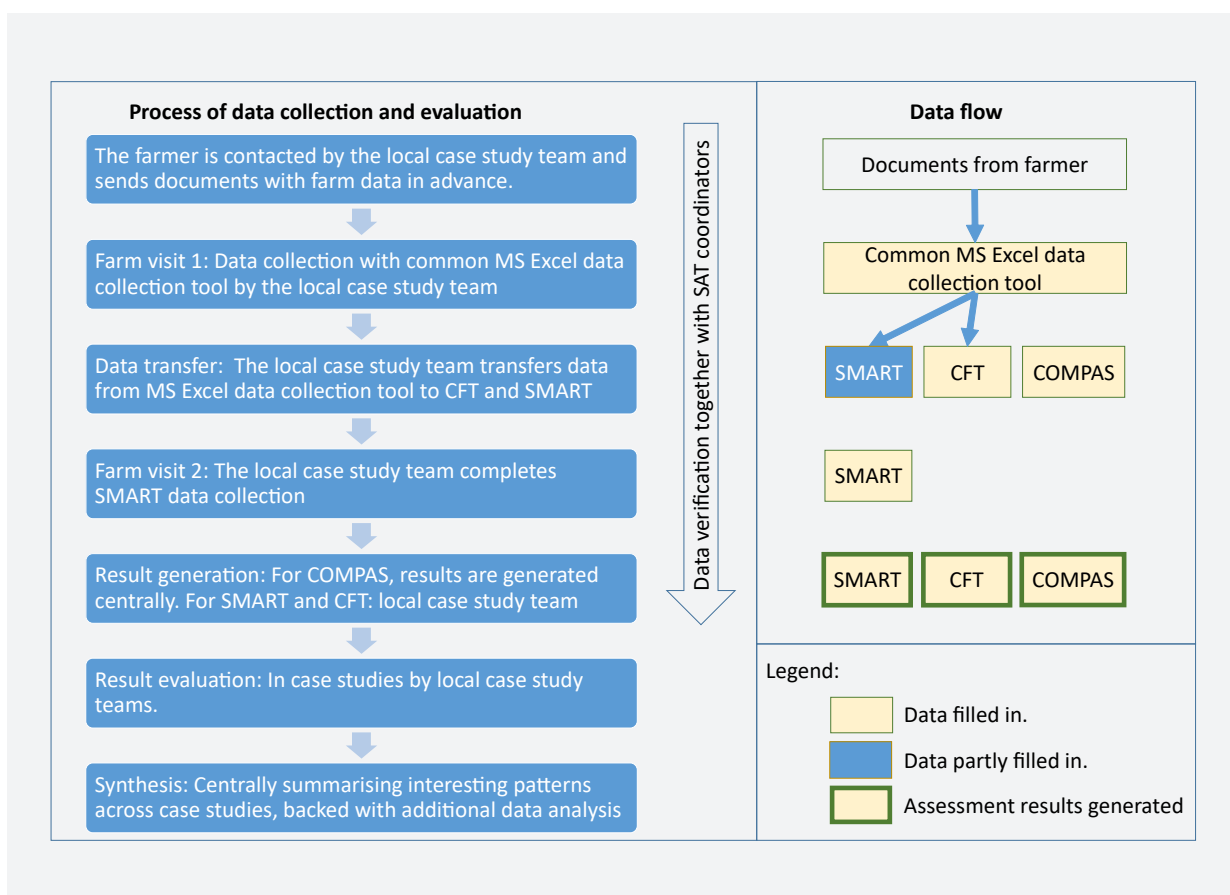 Process of data collection and evaluation
The farmer is contacted by the local case study team and
sends documents with farm data in advance.
Farm visit 1: Data collection with common MS Excel data
collection tool by the local case study team
Data transfer:  The local case study team transfers data
from MS Excel data collection tool to CFT and SMART
Farm visit 2: The local case study team completes
SMART data collection
Result generation: For COMPAS, results are generated
centrally. For SMART and CFT: local case study team
Result evaluation: In case studies by local case study
teams.
Synthesis: Centrally summarising interesting patterns
across case studies, backed with additional data analysis
Data verification together with SAT coordinators
Data flow
Documents from farmer
Common MS Excel data
collection tool
SMART
CFT
COMPAS
SMART
SMART
CFT
COMPAS
Legend:
Data filled in.
Data partly filled in.
Assessment results generated